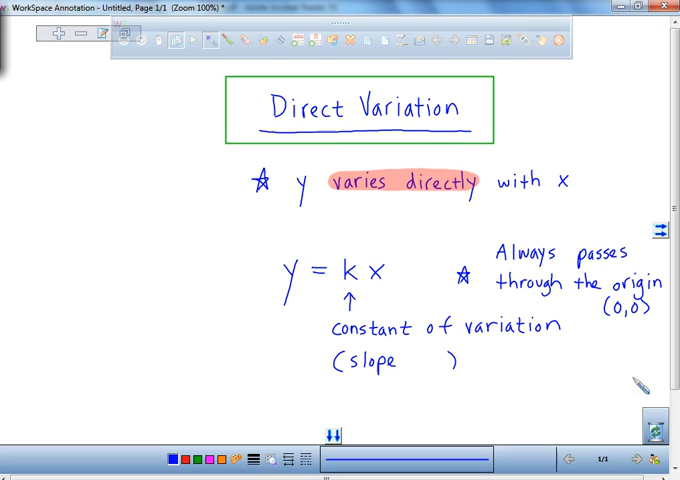 WorkSpace Annotation - Untitled, Page 1/1 (Zoom 100%) *
Direct Variation
☆ y varies directly with x
y = k x
↑
constant of variation
(slope )
☆ Always passes
through the origin
(0,0)
1/1